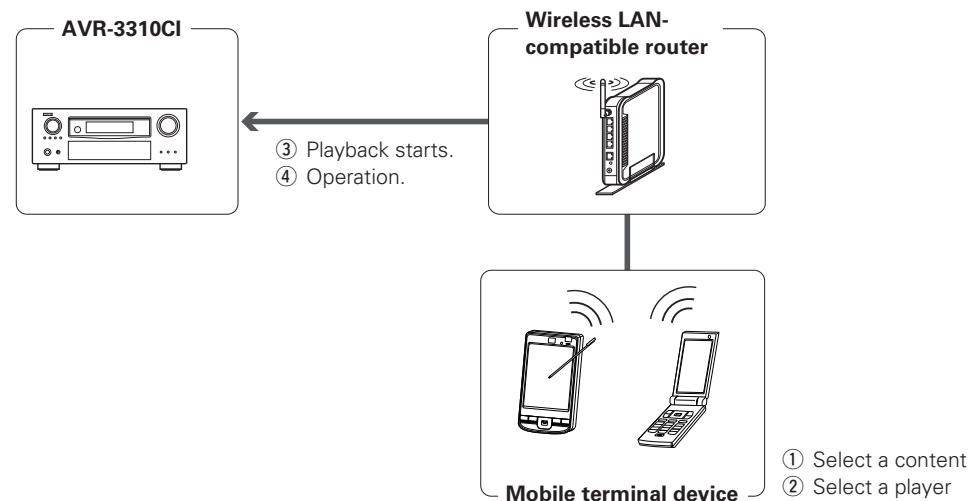 AVR-3310CI
Wireless LAN-
compatible router
③ Playback starts.
④ Operation.
① Select a content
② Select a player
Mobile terminal device